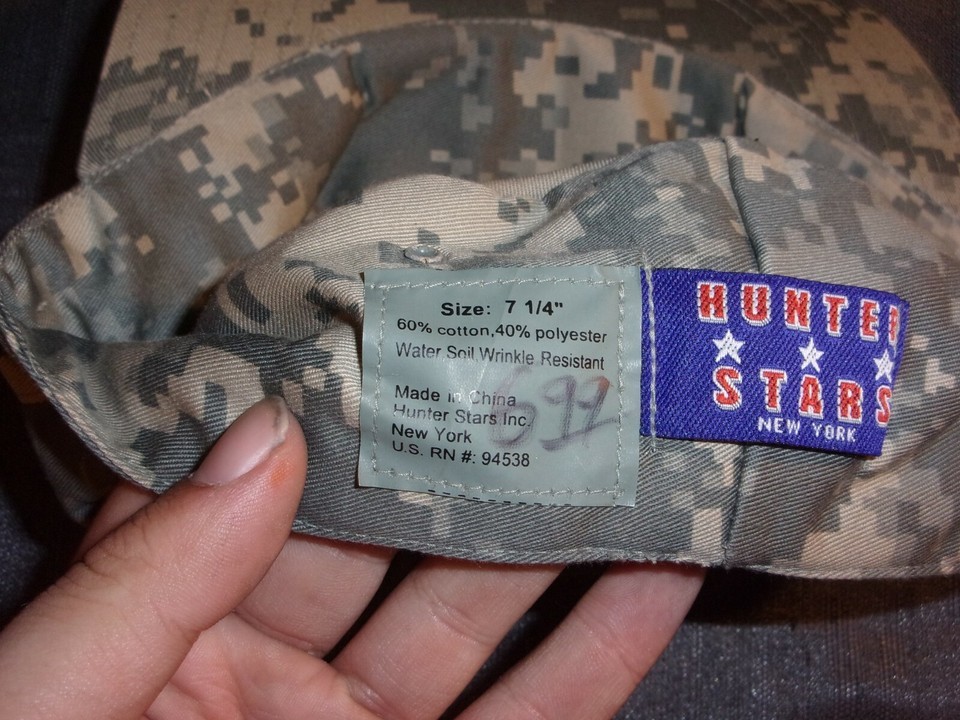 Size: 7 1/4"
60% cotton,40% polyester
Water,Soil,Wrinkle Resistant
Made in China
Hunter Stars Inc.
New York
U.S. RN #: 94538
HUNTER
STARS
NEW YORK